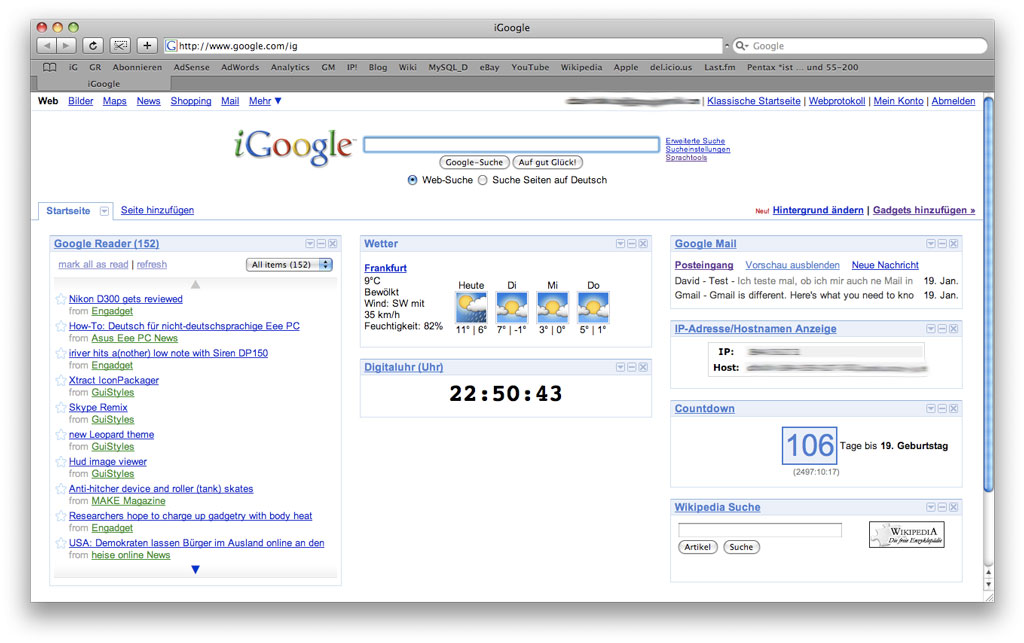 iGoogle
http://www.google.com/ig
Google
iG GR Abonnieren AdSense AdWords Analytics GM IP! Blog Wiki MySQL_D eBay YouTube Wikipedia Apple del.icio.us Last.fm Pentax *ist ... und 55-200
iGoogle
Web Bilder Maps News Shopping Mail Mehr ▼
| Klassische Startseite | Webprotokoll | Mein Konto | Abmelden
iGoogle™
Erweiterte Suche
Sucheinstellungen
Sprachtools
Google-Suche Auf gut Glück!
Web-Suche Suche Seiten auf Deutsch
Startseite Seite hinzufügen
Neu! Hintergrund ändern | Gadgets hinzufügen »
Google Reader (152)
mark all as read | refresh All items (152)
Nikon D300 gets reviewed
from Engadget
How-To: Deutsch für nicht-deutschsprachige Eee PC
from Asus Eee PC News
iriver hits a(nother) low note with Siren DP150
from Engadget
Xtract IconPackager
from GuiStyles
Skype Remix
from GuiStyles
new Leopard theme
from GuiStyles
Hud image viewer
from GuiStyles
Anti-hitcher device and roller (tank) skates
from MAKE Magazine
Researchers hope to charge up gadgetry with body heat
from Engadget
USA: Demokraten lassen Bürger im Ausland online an den
from heise online News
Wetter
Frankfurt
9°C
Bewölkt
Wind: SW mit
35 km/h
Feuchtigkeit: 82%
Heute Di Mi Do
11° | 6° 7° | -1° 3° | 0° 5° | 1°
Digitaluhr (Uhr)
22:50:43
Google Mail
Posteingang Vorschau ausblenden Neue Nachricht
David - Test - Ich teste mal, ob ich mir auch ne Mail in 19. Jan.
Gmail - Gmail is different. Here's what you need to kno 19. Jan.
IP-Adresse/Hostnamen Anzeige
IP:
Host:
Countdown
106 Tage bis 19. Geburtstag
(2497:10:17)
Wikipedia Suche
WIKIPEDIA
Die freie Enzyklopädie
Artikel Suche